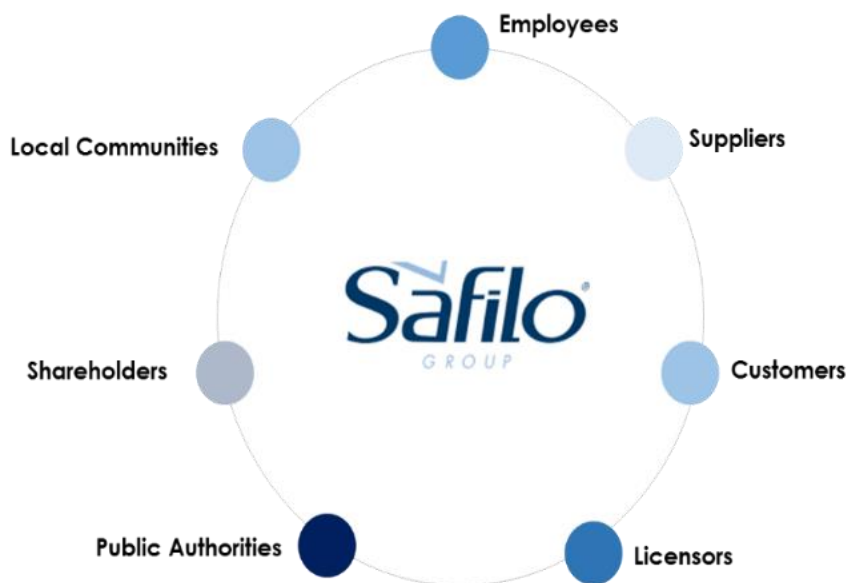 Employees
Local Communities
Suppliers
Safilo
GROUP
Shareholders
Customers
Public Authorities
Licensors